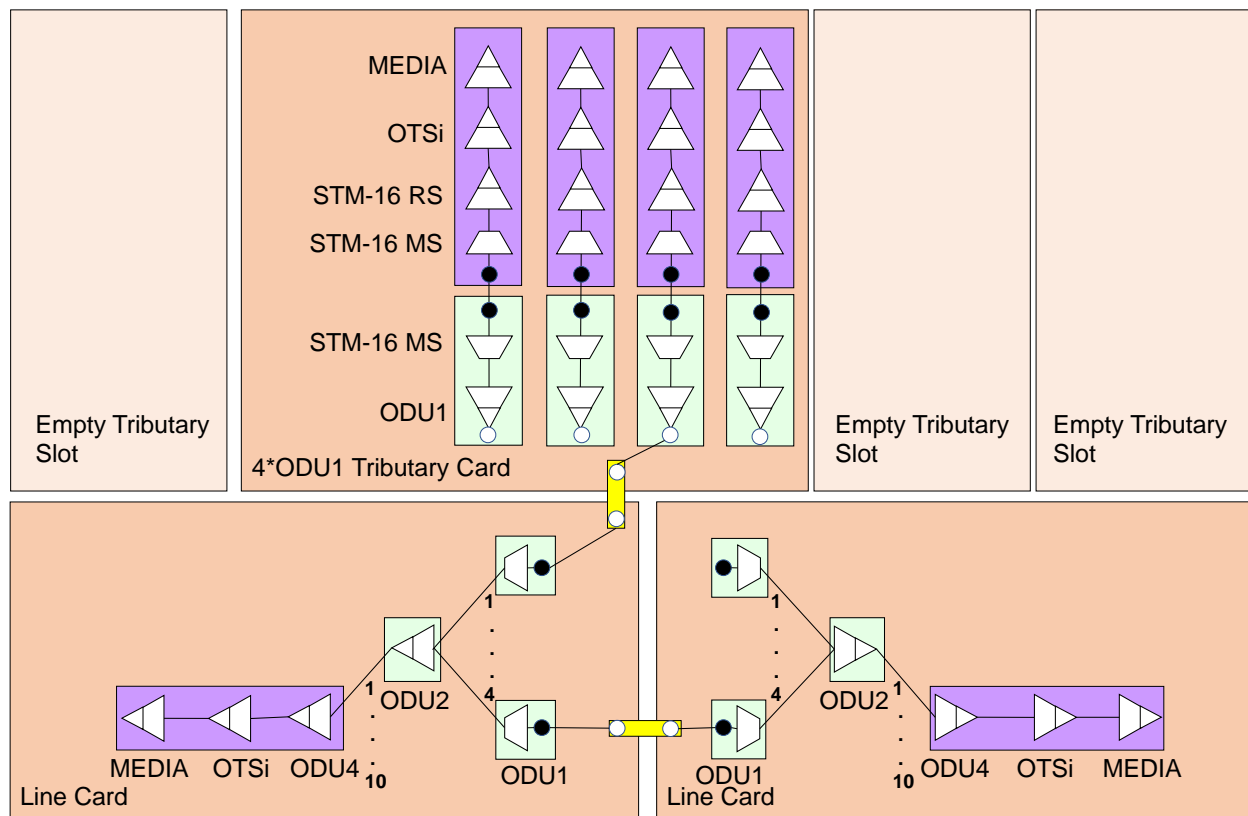 MEDIA
OTSi
STM-16 RS
STM-16 MS
STM-16 MS
ODU1
Empty Tributary
Slot
4*ODU1 Tributary Card
Empty Tributary
Slot
Empty Tributary
Slot
1
.
.
.
.
4
ODU2
1
.
.
.
10
ODU1
MEDIA OTSi ODU4
Line Card
1
.
.
.
.
4
ODU2
1
.
.
.
10
ODU1
ODU4 OTSi MEDIA
Line Card